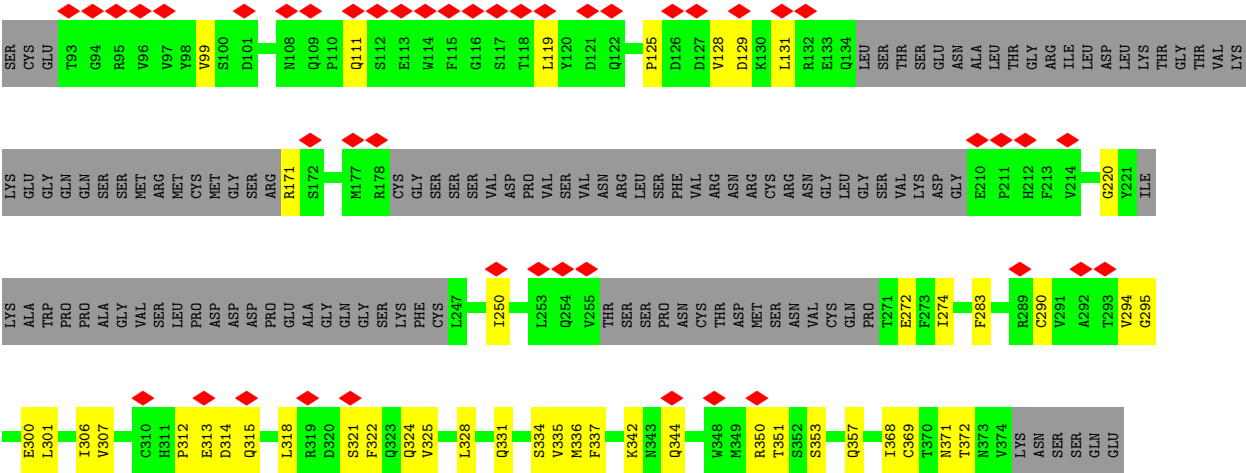 SER CYS GLU T93 G94 R95 V96 V97 Y98 V99 S100 D101 N108 Q109 P110 Q111 S112 E113 W114 F115 G116 S117 T118 L119 Y120 D121 Q122 P125 D126 D127 V128 D129 K130 L131 R132 E133 Q134 LEU SER THR SER GLU ASN ALA LEU THR GLY ARG ILE LEU ASP LEU LYS THR GLY THR VAL LYS
LYS GLU GLY GLN GLN SER SER MET ARG MET CYS MET GLY SER ARG R171 S172 M177 R178 CYS GLY SER SER SER VAL ASP PRO VAL SER VAL ASN ARG LEU SER PHE VAL ARG ASN ARG CYS ARG ASN GLY LEU GLY SER VAL LYS ASP GLY E210 P211 H212 F213 V214 G220 Y221 ILE
LYS ALA TRP PRO PRO ALA GLY VAL SER LEU PRO ASP ASP ASP PRO GLU ALA GLY GLN GLY SER LYS PHE CYS L247 I250 L253 Q254 V255 THR SER SER PRO ASN CYS THR ASP MET SER ASN VAL CYS GLN PRO T271 E272 F273 I274 F283 R289 C290 V291 A292 T293 V294 G295
E300 L301 I306 V307 C310 H311 P312 E313 D314 Q315 L318 R319 D320 S321 F322 Q323 Q324 V325 L328 Q331 S334 V335 M336 F337 K342 N343 Q344 W348 M349 R350 T351 S352 S353 Q357 I368 C369 T370 N371 T372 N373 V374 LYS ASN SER SER GLN GLU